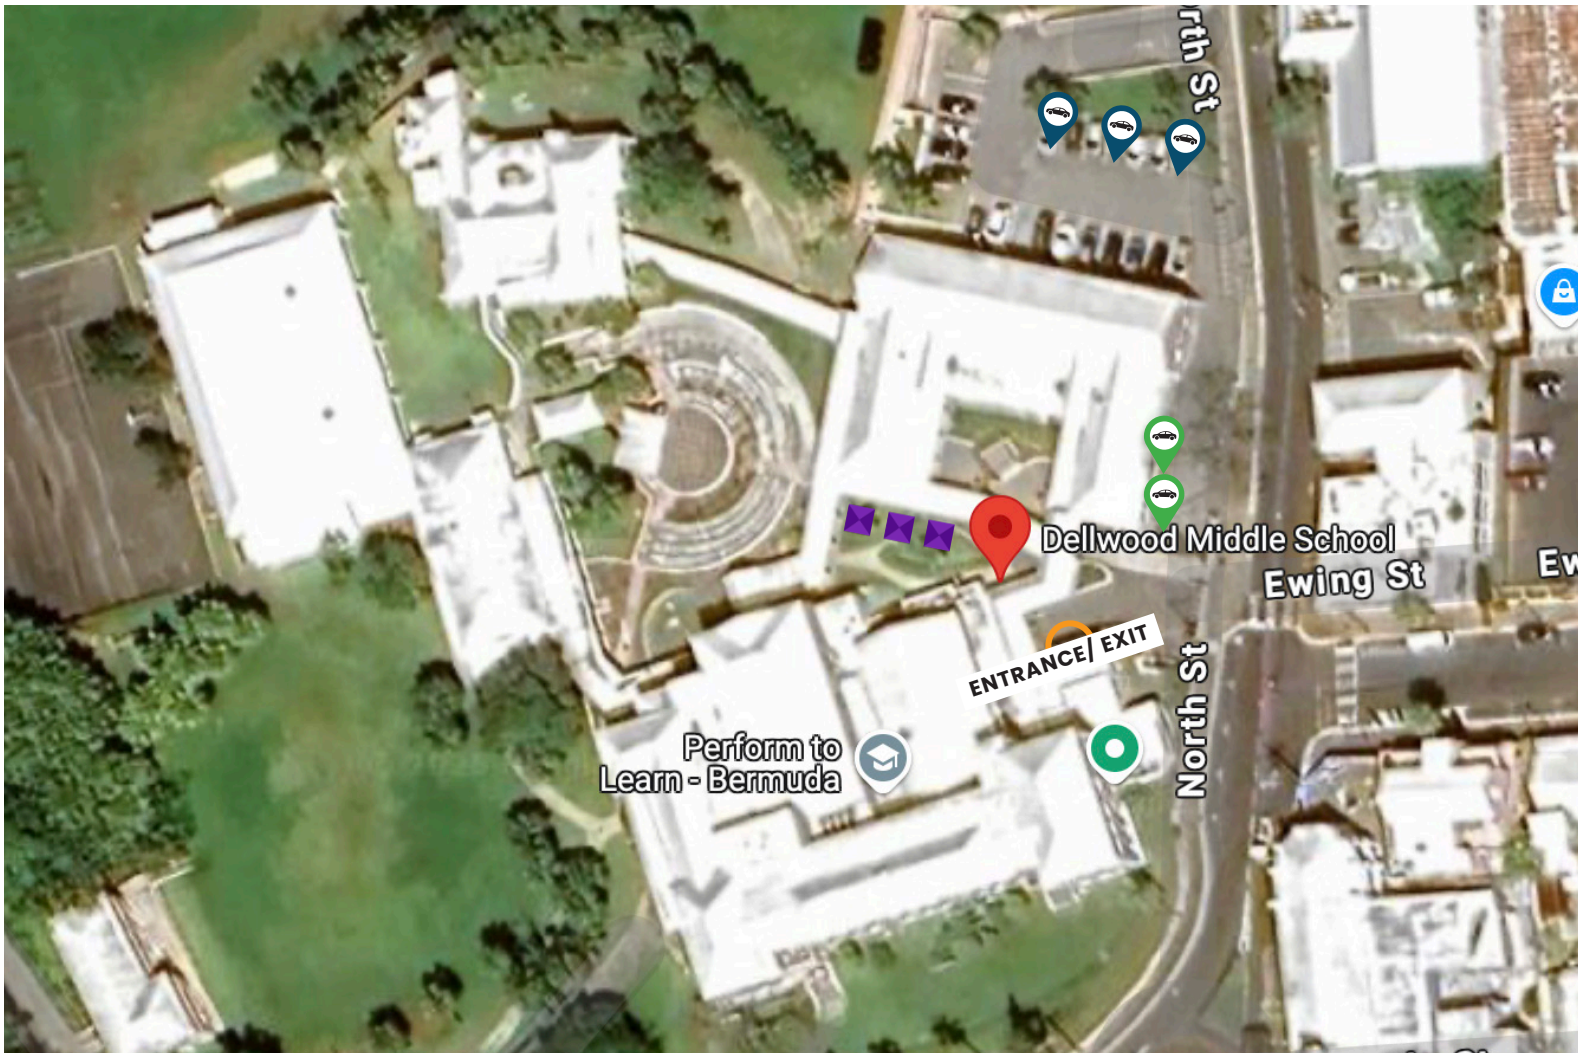 rth St
Dellwood Middle School
Ewing St
Ew
ENTRANCE/ EXIT
North St
Perform to
Learn - Bermuda